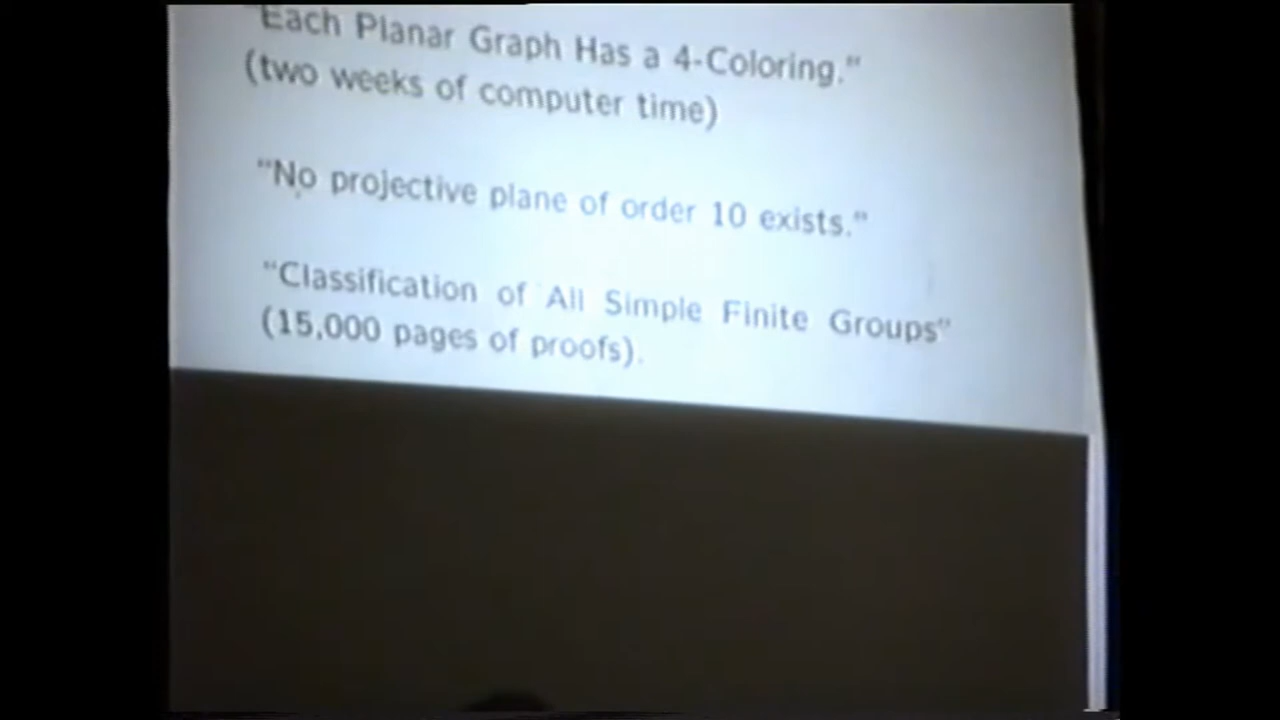 "Each Planar Graph Has a 4-Coloring."
(two weeks of computer time)
"No projective plane of order 10 exists."
"Classification of All Simple Finite Groups"
(15,000 pages of proofs).